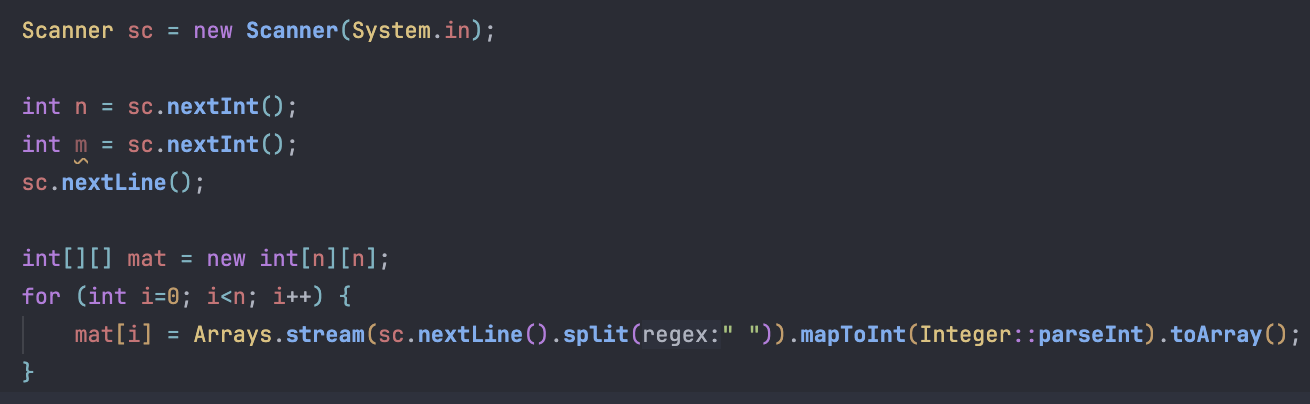 Scanner sc = new Scanner(System.in);
int n = sc.nextInt();
int m = sc.nextInt();
sc.nextLine();
int[][] mat = new int[n][n];
for (int i=0; i<n; i++) {
    mat[i] = Arrays.stream(sc.nextLine().split(regex:" ")).mapToInt(Integer::parseInt).toArray();
}